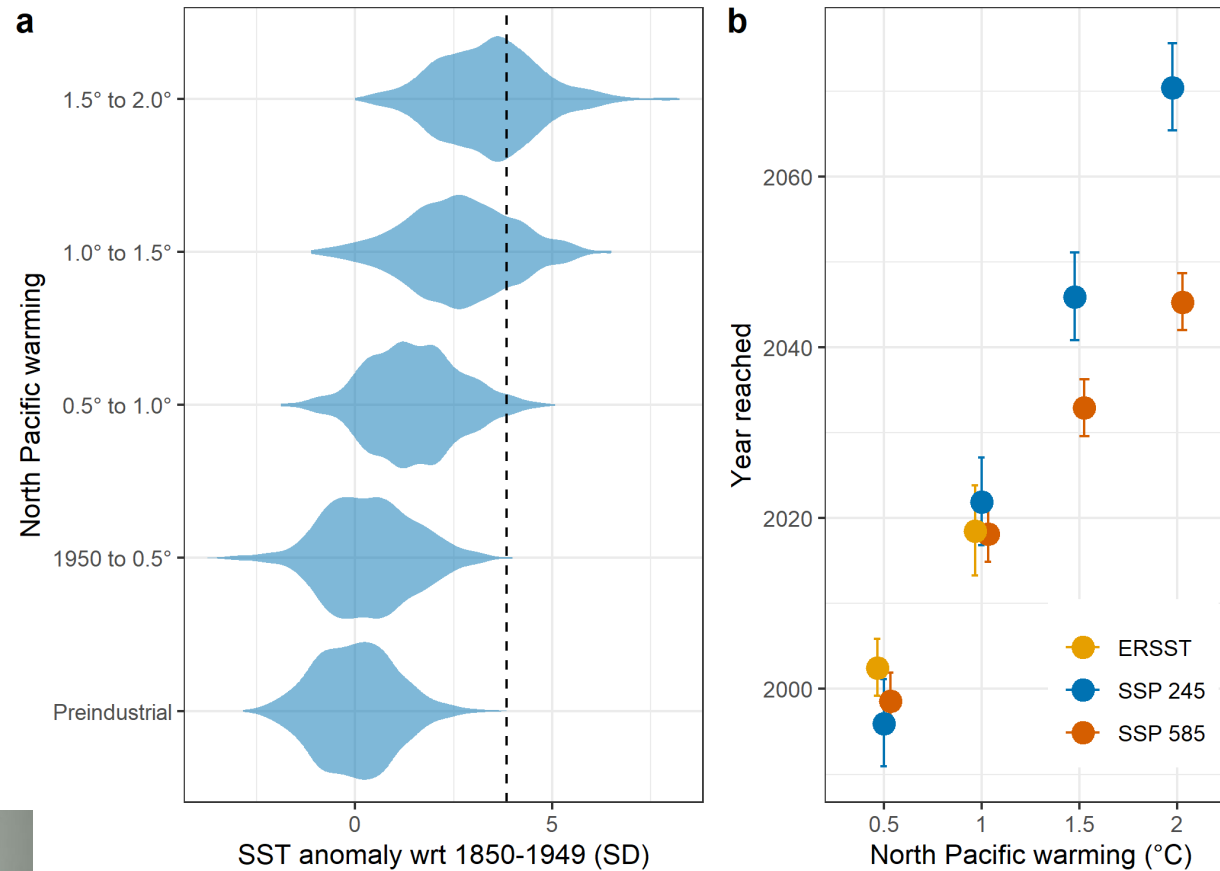 a
North Pacific warming
1.5° to 2.0°
1.0° to 1.5°
0.5° to 1.0°
1950 to 0.5°
Preindustrial
0
5
SST anomaly wrt 1850-1949 (SD)
b
Year reached
2060
2040
2020
2000
ERSST
SSP 245
SSP 585
0.5
1
1.5
2
North Pacific warming (°C)